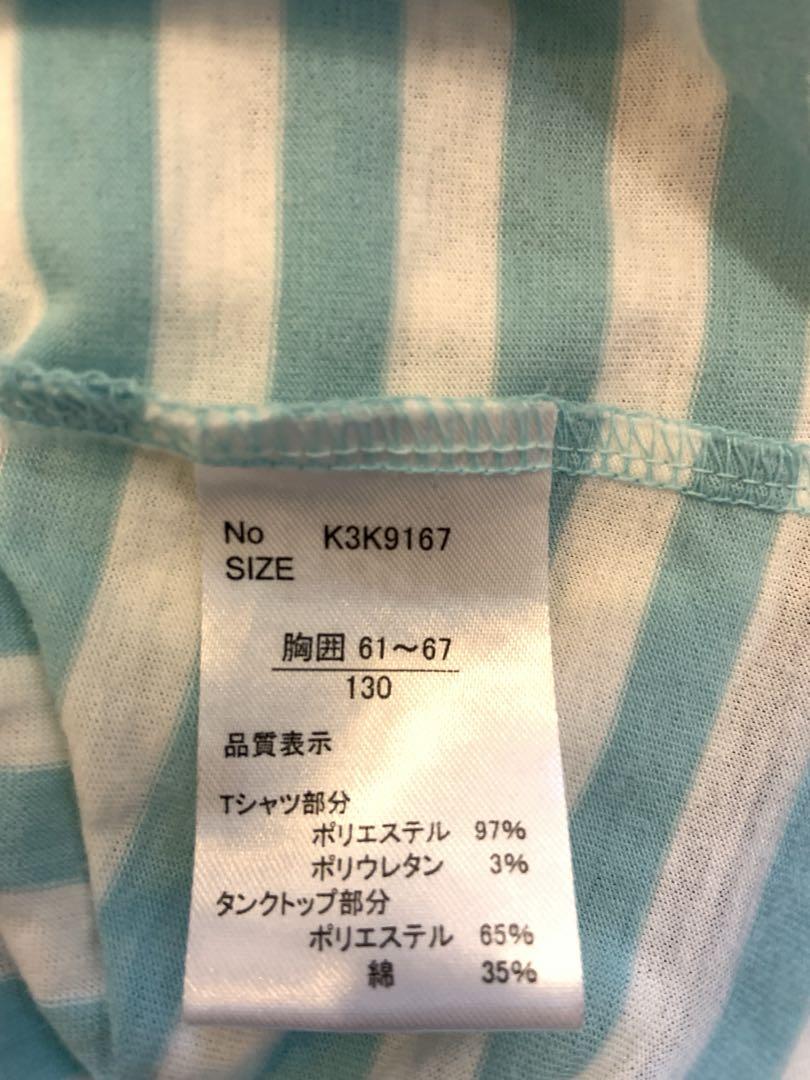 No K3K9167
SIZE
胸囲 61～67
130
品質表示
Tシャツ部分
ポリエステル 97%
ポリウレタン 3%
タンクトップ部分
ポリエステル 65%
綿 35%